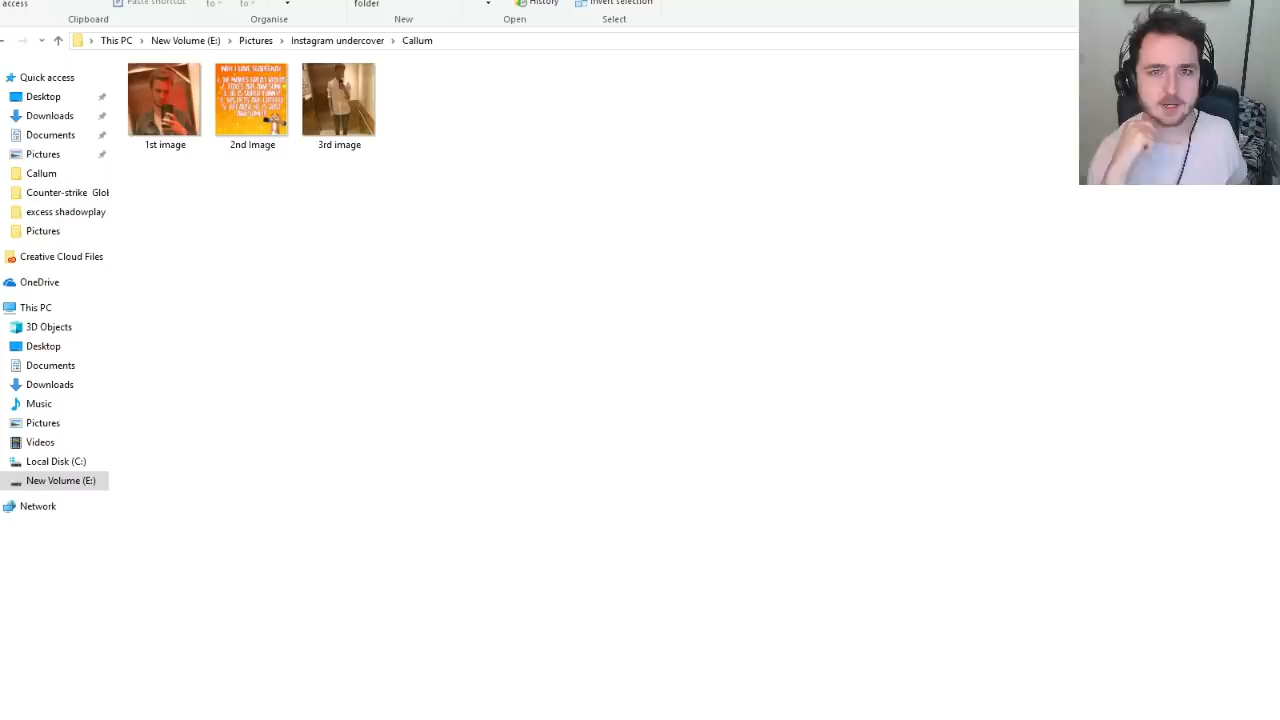 access
Paste shortcut
to
to
folder
History
Invert selection
Clipboard
Organise
New
Open
Select
This PC > New Volume (E:) > Pictures > Instagram undercover > Callum
Quick access
Desktop
Downloads
Documents
Pictures
Callum
Counter-strike Glob
excess shadowplay
Pictures
Creative Cloud Files
OneDrive
This PC
3D Objects
Desktop
Documents
Downloads
Music
Pictures
Videos
Local Disk (C:)
New Volume (E:)
Network
1st image
2nd Image
3rd image